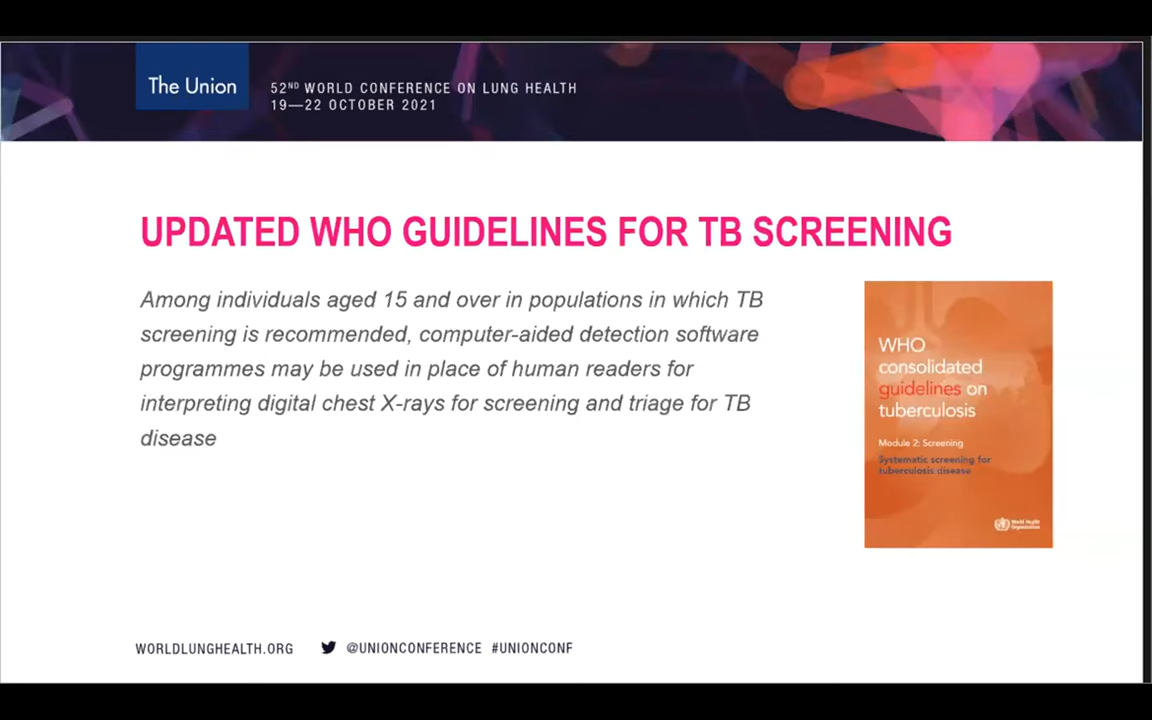 The Union
52ND WORLD CONFERENCE ON LUNG HEALTH
19—22 OCTOBER 2021
UPDATED WHO GUIDELINES FOR TB SCREENING
Among individuals aged 15 and over in populations in which TB
screening is recommended, computer-aided detection software
programmes may be used in place of human readers for
interpreting digital chest X-rays for screening and triage for TB
disease
WHO
consolidated
guidelines on
tuberculosis
Module 2: Screening
Systematic screening for
tuberculosis disease
World Health
Organization
WORLDLUNGHEALTH.ORG
@UNIONCONFERENCE #UNIONCONF